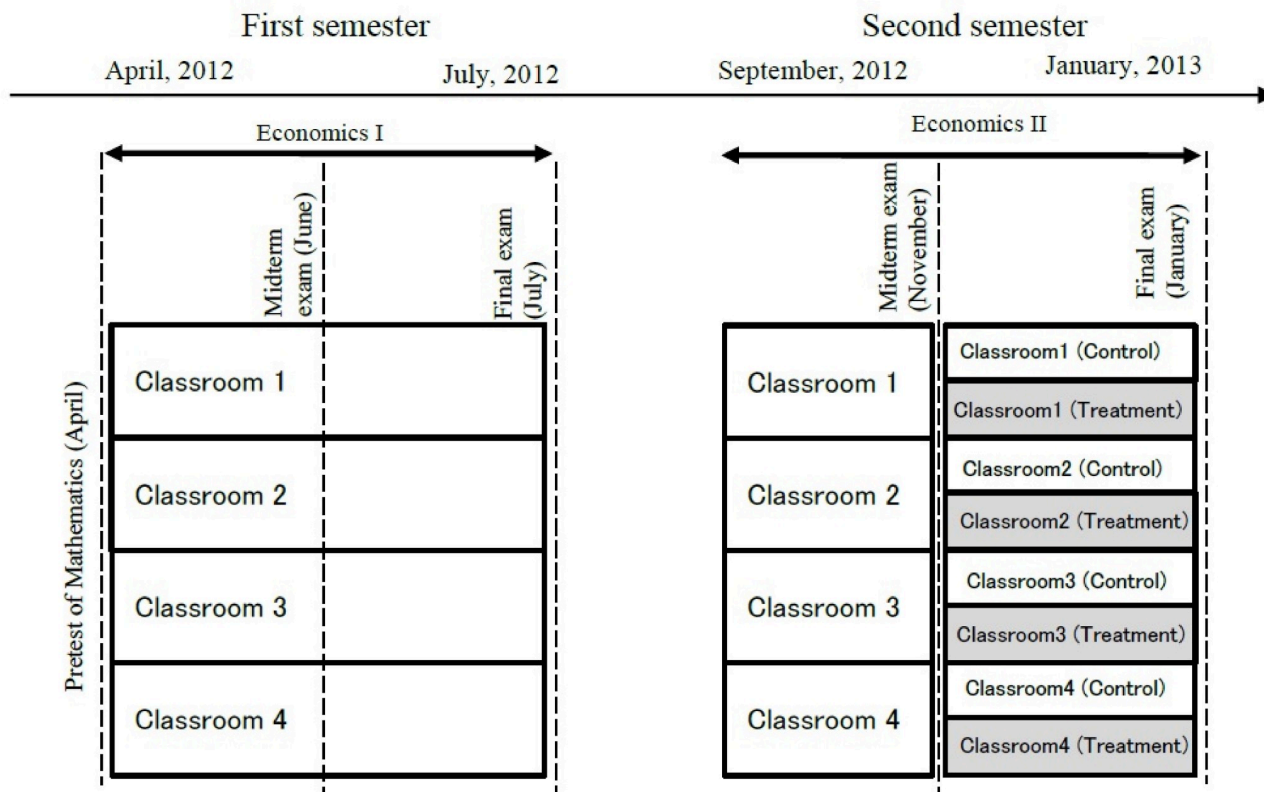 First semester
Second semester
April, 2012
July, 2012
September, 2012
January, 2013
Economics I
Economics II
Pretest of Mathematics (April)
Midterm
exam (June)
Final exam
(July)
Midterm exam
(November)
Final exam
(January)
Classroom 1
Classroom 2
Classroom 3
Classroom 4
Classroom 1
Classroom 2
Classroom 3
Classroom 4
Classroom1 (Control)
Classroom1 (Treatment)
Classroom2 (Control)
Classroom2 (Treatment)
Classroom3 (Control)
Classroom3 (Treatment)
Classroom4 (Control)
Classroom4 (Treatment)